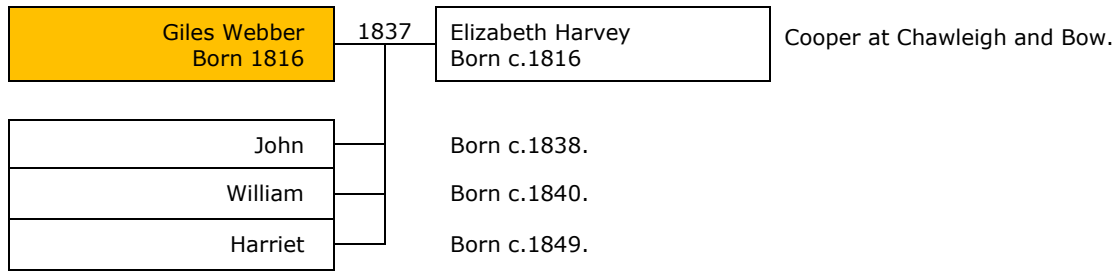 Giles Webber
Born 1816
1837
Elizabeth Harvey
Born c.1816
Cooper at Chawleigh and Bow.
John
Born c.1838.
William
Born c.1840.
Harriet
Born c.1849.